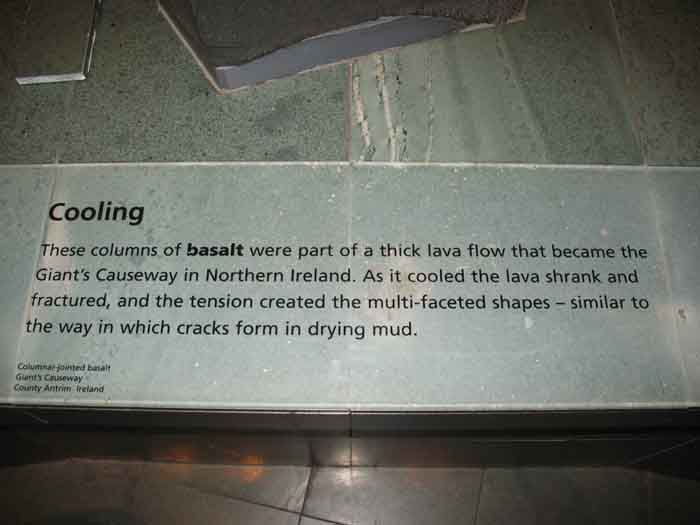 Cooling
These columns of basalt were part of a thick lava flow that became the
Giant's Causeway in Northern Ireland. As it cooled the lava shrank and
fractured, and the tension created the multi-faceted shapes – similar to
the way in which cracks form in drying mud.
Columnar-jointed basalt
Giant's Causeway
County Antrim Ireland